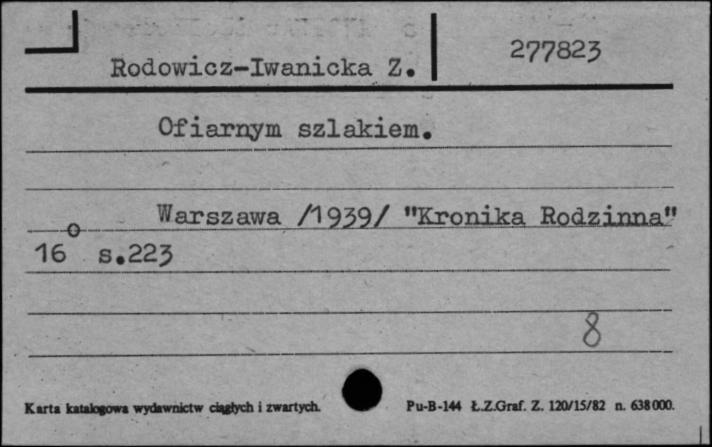 Rodowicz-Iwanicka Z.
277823
Ofiarnym szlakiem.
Warszawa /1939/ "Kronika Rodzinna"
16° s.223
8
Karta katalogowa wydawnictw ciągłych i zwartych. Pu-B-144 Ł.Z.Graf. Z. 120/15/82 n. 638000.